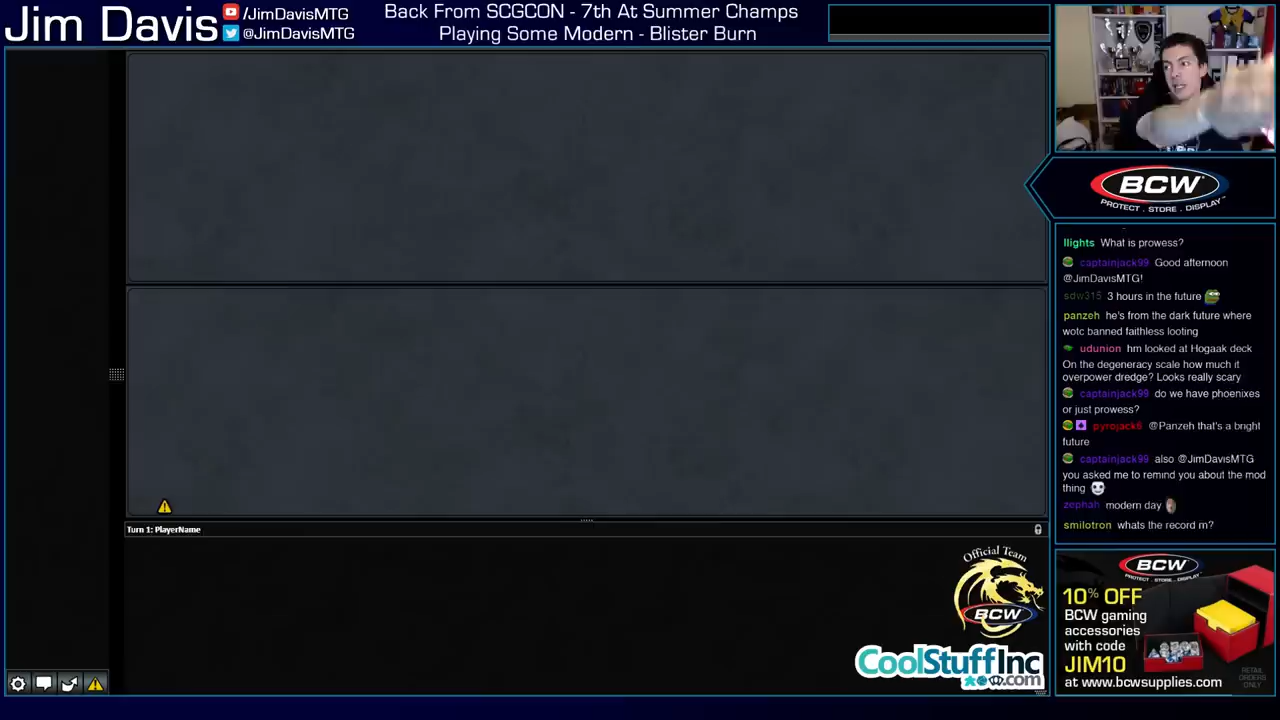 Jim Davis
/JimDavisMTG
@JimDavisMTG
Back From SCGCON - 7th At Summer Champs
Playing Some Modern - Blister Burn
BCW
PROTECT . STORE . DISPLAY
llights What is prowess?
captainjack99 Good afternoon
@JimDavisMTG!
sdw315 3 hours in the future
panzeh he's from the dark future where
wotc banned faithless looting
udunion hm looked at Hogaak deck
On the degeneracy scale how much it
overpower dredge? Looks really scary
captainjack99 do we have phoenixes
or just prowess?
pyrojack6 @Panzeh that's a bright
future
captainjack99 also @JimDavisMTG
you asked me to remind you about the mod
thing
zephah modern day
smilotron whats the record m?
Turn 1: PlayerName
Official Team
BCW
CoolStuffInc
.com
BCW
PROTECT . STORE . DISPLAY
10% OFF
BCW gaming
accessories
with code
JIM10
at www.bcwsupplies.com
RETAIL
ORDERS
ONLY